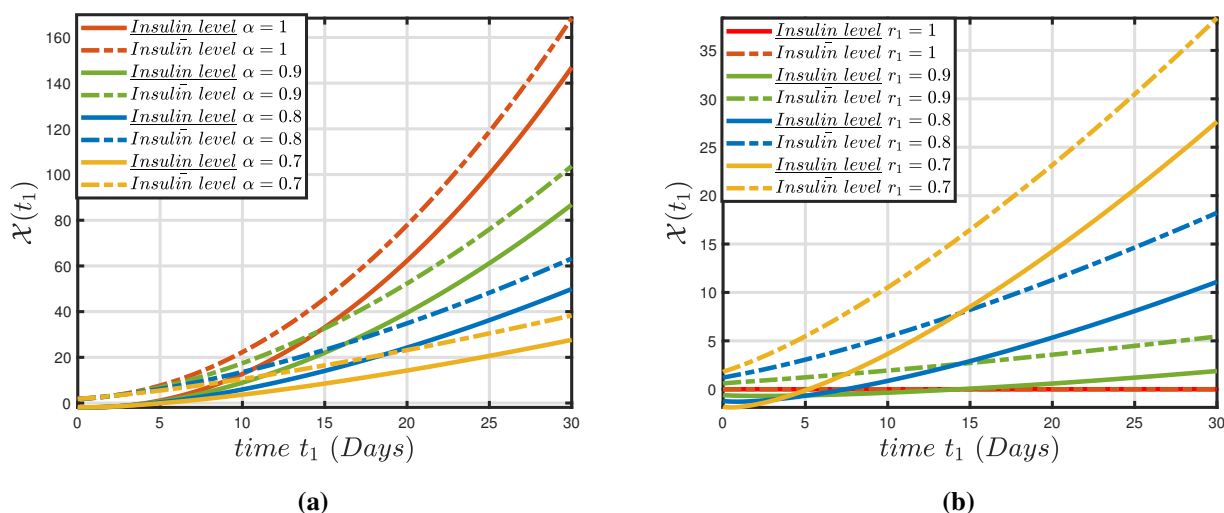 Insulin level α = 1
Insulin̄ level α = 1
Insulin level α = 0.9
Insulin̄ level α = 0.9
Insulin level α = 0.8
Insulin̄ level α = 0.8
Insulin level α = 0.7
Insulin̄ level α = 0.7
160
140
120
100
80
60
40
20
0
𝒳(t₁)
0 5 10 15 20 25 30
time t₁ (Days)
(a)
Insulin level r₁ = 1
Insulin̄ level r₁ = 1
Insulin level r₁ = 0.9
Insulin̄ level r₁ = 0.9
Insulin level r₁ = 0.8
Insulin̄ level r₁ = 0.8
Insulin level r₁ = 0.7
Insulin̄ level r₁ = 0.7
35
30
25
20
15
10
5
0
𝒳(t₁)
0 5 10 15 20 25 30
time t₁ (Days)
(b)